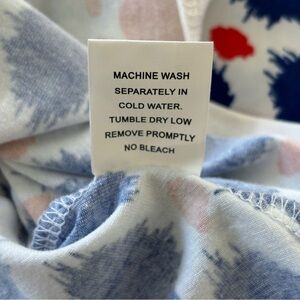 MACHINE WASH
SEPARATELY IN
COLD WATER.
TUMBLE DRY LOW
REMOVE PROMPTLY
NO BLEACH